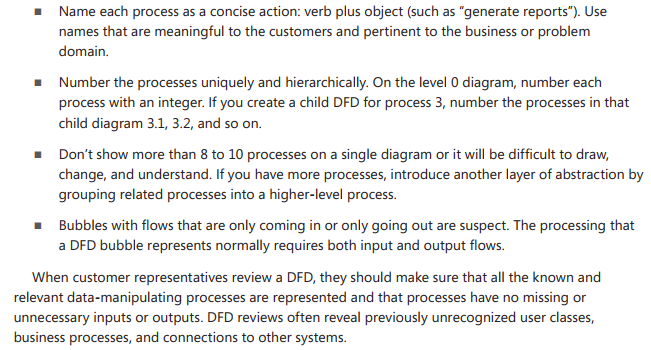 ■ Name each process as a concise action: verb plus object (such as “generate reports”). Use
names that are meaningful to the customers and pertinent to the business or problem
domain.
■ Number the processes uniquely and hierarchically. On the level 0 diagram, number each
process with an integer. If you create a child DFD for process 3, number the processes in that
child diagram 3.1, 3.2, and so on.
■ Don’t show more than 8 to 10 processes on a single diagram or it will be difficult to draw,
change, and understand. If you have more processes, introduce another layer of abstraction by
grouping related processes into a higher-level process.
■ Bubbles with flows that are only coming in or only going out are suspect. The processing that
a DFD bubble represents normally requires both input and output flows.
When customer representatives review a DFD, they should make sure that all the known and
relevant data-manipulating processes are represented and that processes have no missing or
unnecessary inputs or outputs. DFD reviews often reveal previously unrecognized user classes,
business processes, and connections to other systems.